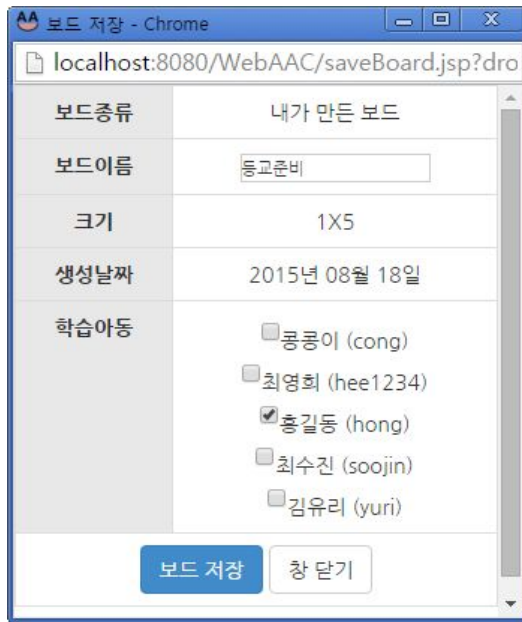 보드 저장 - Chrome
localhost:8080/WebAAC/saveBoard.jsp?dro
보드종류 내가 만든 보드
보드이름 등교준비
크기 1X5
생성날짜 2015년 08월 18일
학습아동 콩콩이 (cong)
최영희 (hee1234)
홍길동 (hong)
최수진 (soojin)
김유리 (yuri)
보드 저장 창 닫기